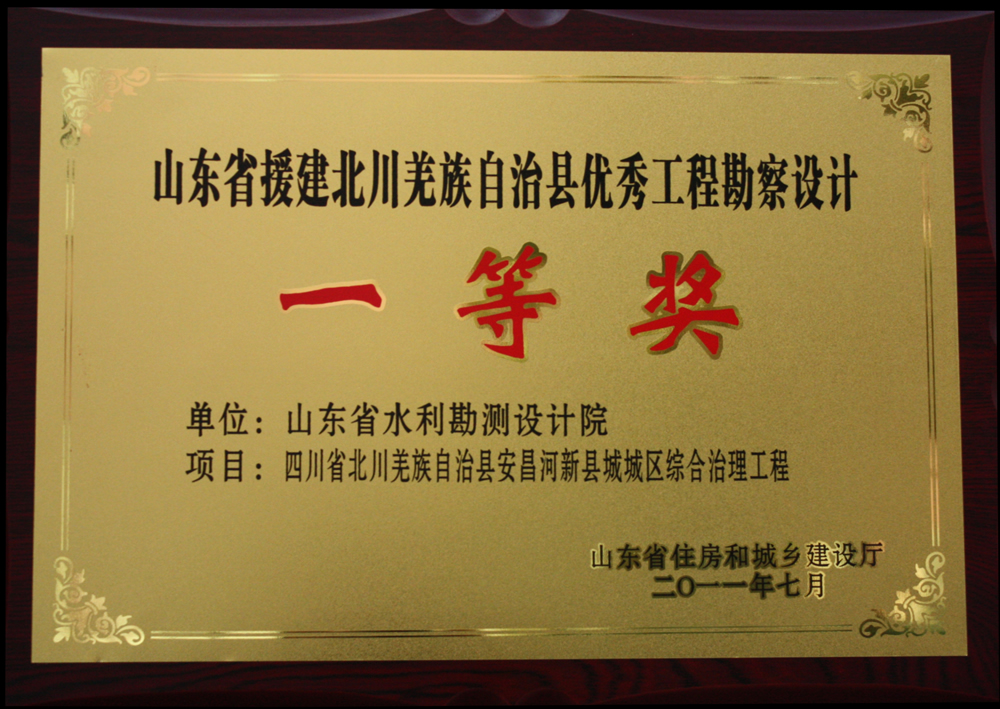 山东省援建北川羌族自治县优秀工程勘察设计
一等奖
单位：山东省水利勘测设计院
项目：四川省北川羌族自治县安昌河新县城城区综合治理工程
山东省住房和城乡建设厅
二〇一一年七月